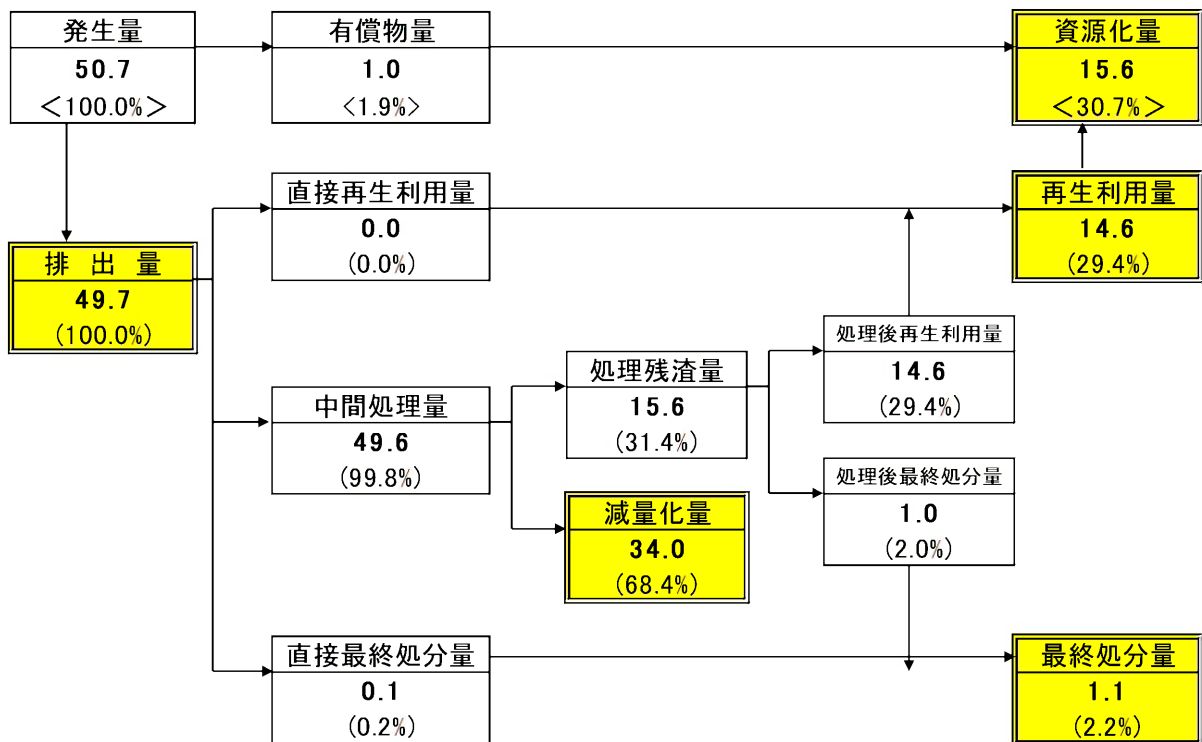 発生量
50.7
＜100.0%＞
有償物量
1.0
<1.9%>
資源化量
15.6
＜30.7%＞
直接再生利用量
0.0
(0.0%)
再生利用量
14.6
(29.4%)
排 出 量
49.7
(100.0%)
処理後再生利用量
14.6
(29.4%)
処理残渣量
15.6
(31.4%)
中間処理量
49.6
(99.8%)
処理後最終処分量
1.0
(2.0%)
減量化量
34.0
(68.4%)
直接最終処分量
0.1
(0.2%)
最終処分量
1.1
(2.2%)